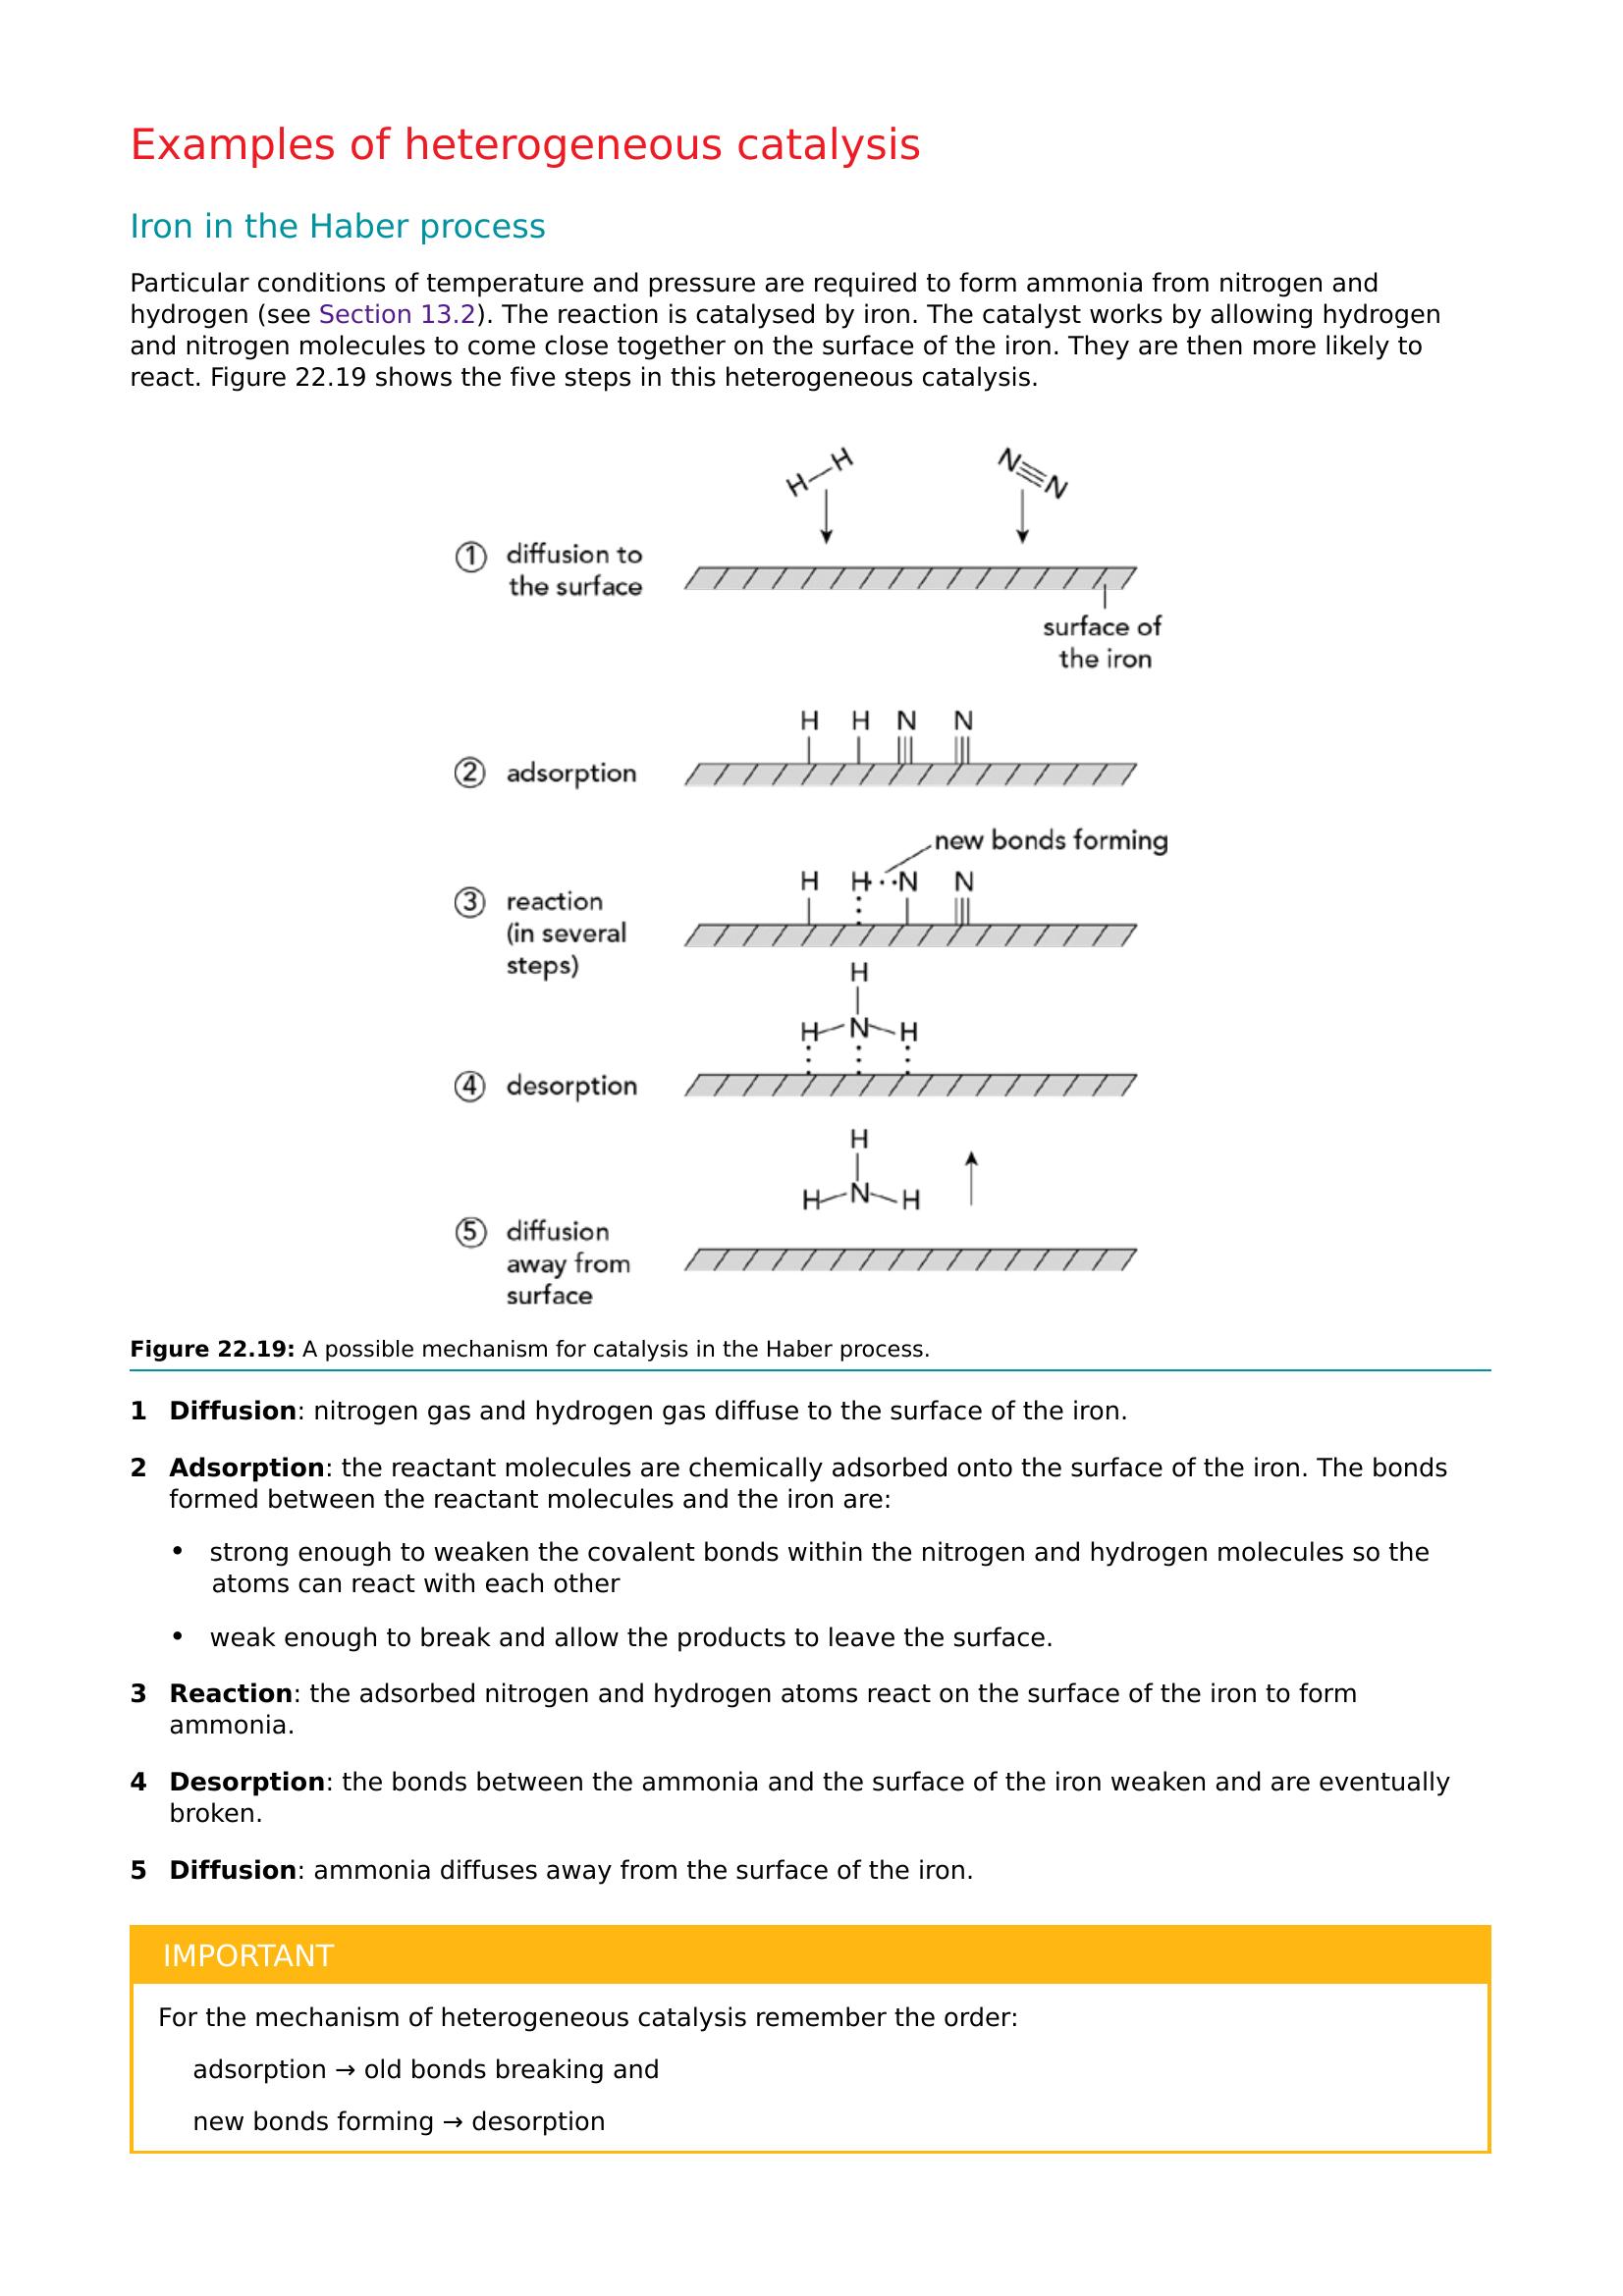 Examples of heterogeneous catalysis
Iron in the Haber process
Particular conditions of temperature and pressure are required to form ammonia from nitrogen and
hydrogen (see Section 13.2). The reaction is catalysed by iron. The catalyst works by allowing hydrogen
and nitrogen molecules to come close together on the surface of the iron. They are then more likely to
react. Figure 22.19 shows the five steps in this heterogeneous catalysis.
H—H N≡N
① diffusion to
the surface
surface of
the iron
H H N N
② adsorption
new bonds forming
H H···N N
③ reaction
(in several
steps)
H
H—N—H
④ desorption
H
H—N—H
⑤ diffusion
away from
surface
Figure 22.19: A possible mechanism for catalysis in the Haber process.
1 Diffusion: nitrogen gas and hydrogen gas diffuse to the surface of the iron.
2 Adsorption: the reactant molecules are chemically adsorbed onto the surface of the iron. The bonds
formed between the reactant molecules and the iron are:
• strong enough to weaken the covalent bonds within the nitrogen and hydrogen molecules so the
atoms can react with each other
• weak enough to break and allow the products to leave the surface.
3 Reaction: the adsorbed nitrogen and hydrogen atoms react on the surface of the iron to form
ammonia.
4 Desorption: the bonds between the ammonia and the surface of the iron weaken and are eventually
broken.
5 Diffusion: ammonia diffuses away from the surface of the iron.
IMPORTANT
For the mechanism of heterogeneous catalysis remember the order:
adsorption → old bonds breaking and
new bonds forming → desorption